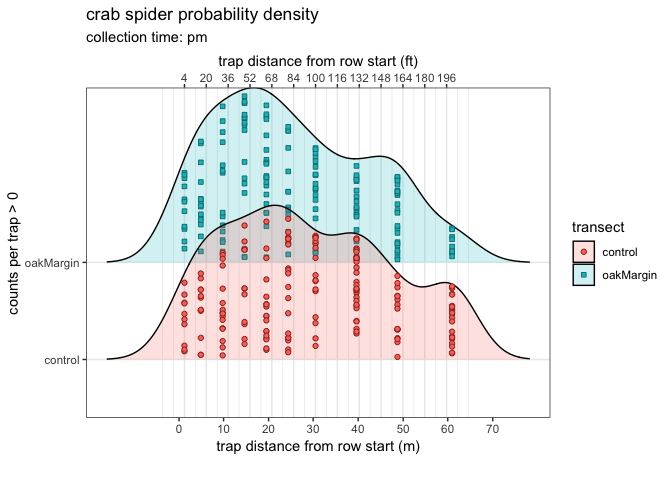 crab spider probability density
collection time: pm
trap distance from row start (ft)
4 20 36 52 68 84 100 116 132 148 164 180 196
counts per trap > 0
oakMargin
control
transect
control
oakMargin
0 10 20 30 40 50 60 70
trap distance from row start (m)